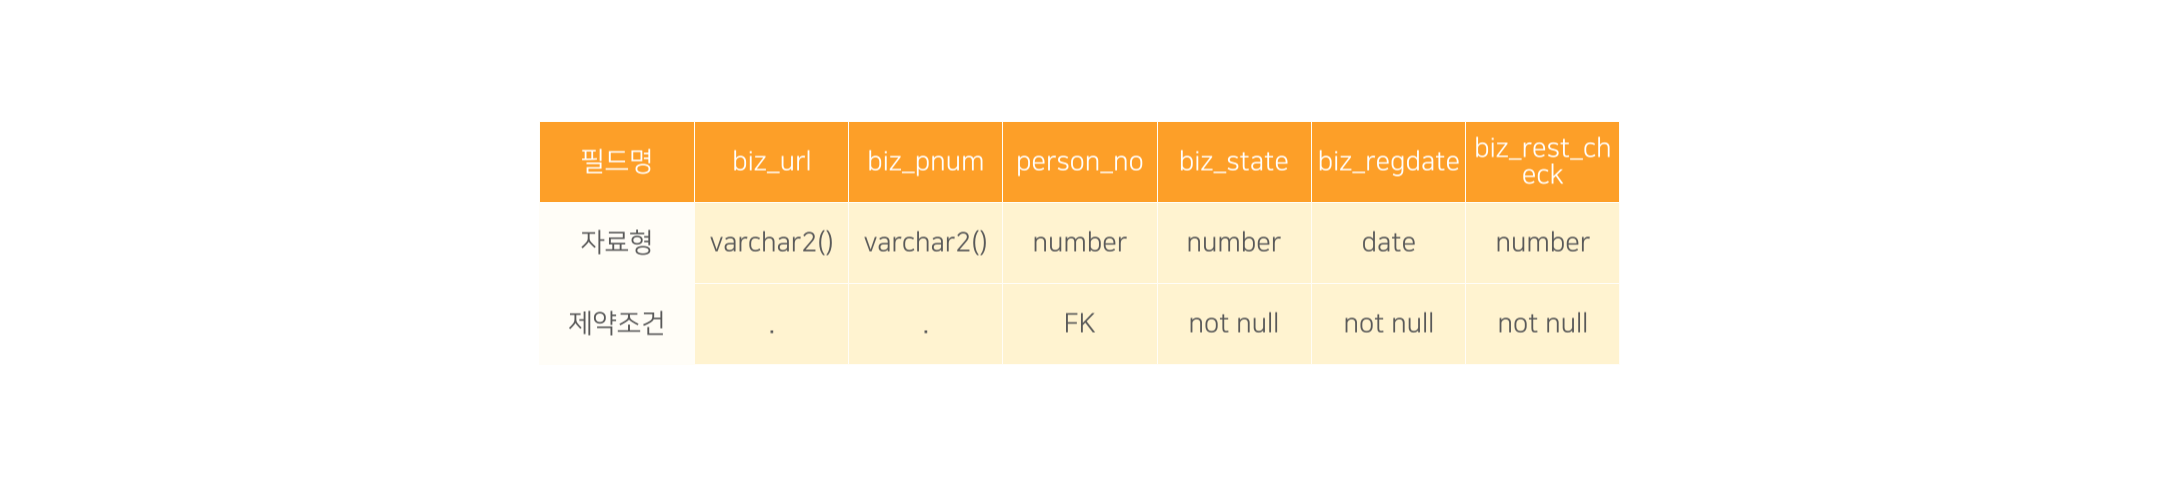 필드명 biz_url biz_pnum person_no biz_state biz_regdate biz_rest_ch
eck
자료형 varchar2() varchar2() number number date number
제약조건 . . FK not null not null not null